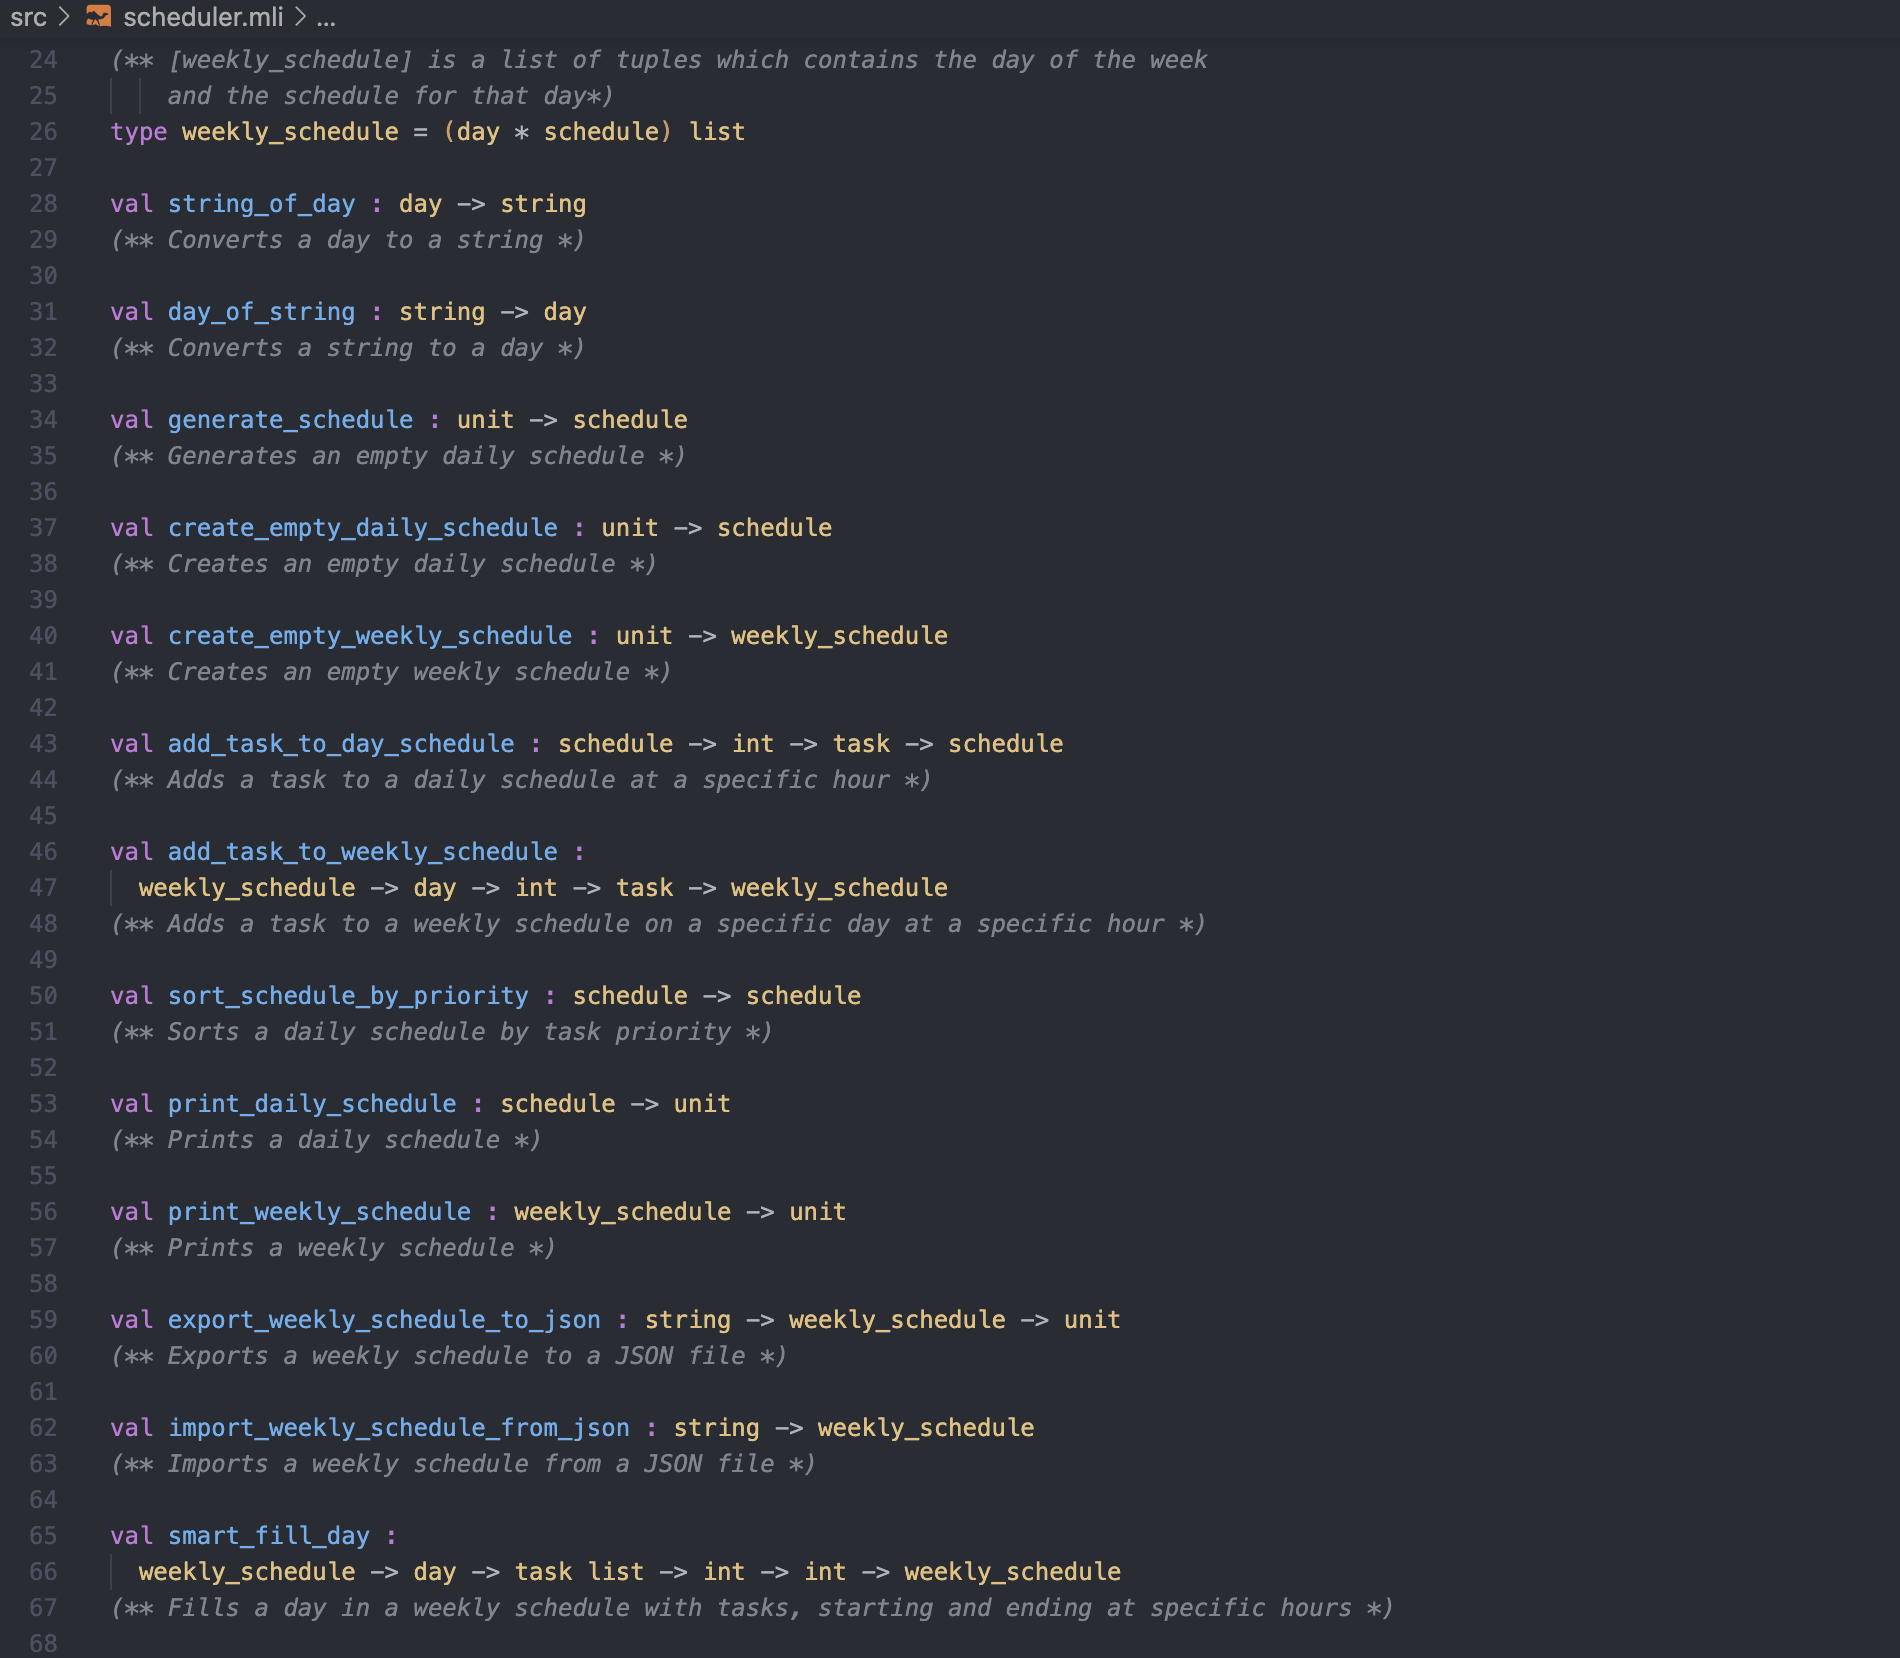 src > scheduler.mli > ...
24 (** [weekly_schedule] is a list of tuples which contains the day of the week
25 and the schedule for that day*)
26 type weekly_schedule = (day * schedule) list
27
28 val string_of_day : day -> string
29 (** Converts a day to a string *)
30
31 val day_of_string : string -> day
32 (** Converts a string to a day *)
33
34 val generate_schedule : unit -> schedule
35 (** Generates an empty daily schedule *)
36
37 val create_empty_daily_schedule : unit -> schedule
38 (** Creates an empty daily schedule *)
39
40 val create_empty_weekly_schedule : unit -> weekly_schedule
41 (** Creates an empty weekly schedule *)
42
43 val add_task_to_day_schedule : schedule -> int -> task -> schedule
44 (** Adds a task to a daily schedule at a specific hour *)
45
46 val add_task_to_weekly_schedule :
47 weekly_schedule -> day -> int -> task -> weekly_schedule
48 (** Adds a task to a weekly schedule on a specific day at a specific hour *)
49
50 val sort_schedule_by_priority : schedule -> schedule
51 (** Sorts a daily schedule by task priority *)
52
53 val print_daily_schedule : schedule -> unit
54 (** Prints a daily schedule *)
55
56 val print_weekly_schedule : weekly_schedule -> unit
57 (** Prints a weekly schedule *)
58
59 val export_weekly_schedule_to_json : string -> weekly_schedule -> unit
60 (** Exports a weekly schedule to a JSON file *)
61
62 val import_weekly_schedule_from_json : string -> weekly_schedule
63 (** Imports a weekly schedule from a JSON file *)
64
65 val smart_fill_day :
66 weekly_schedule -> day -> task list -> int -> int -> weekly_schedule
67 (** Fills a day in a weekly schedule with tasks, starting and ending at specific hours *)
68